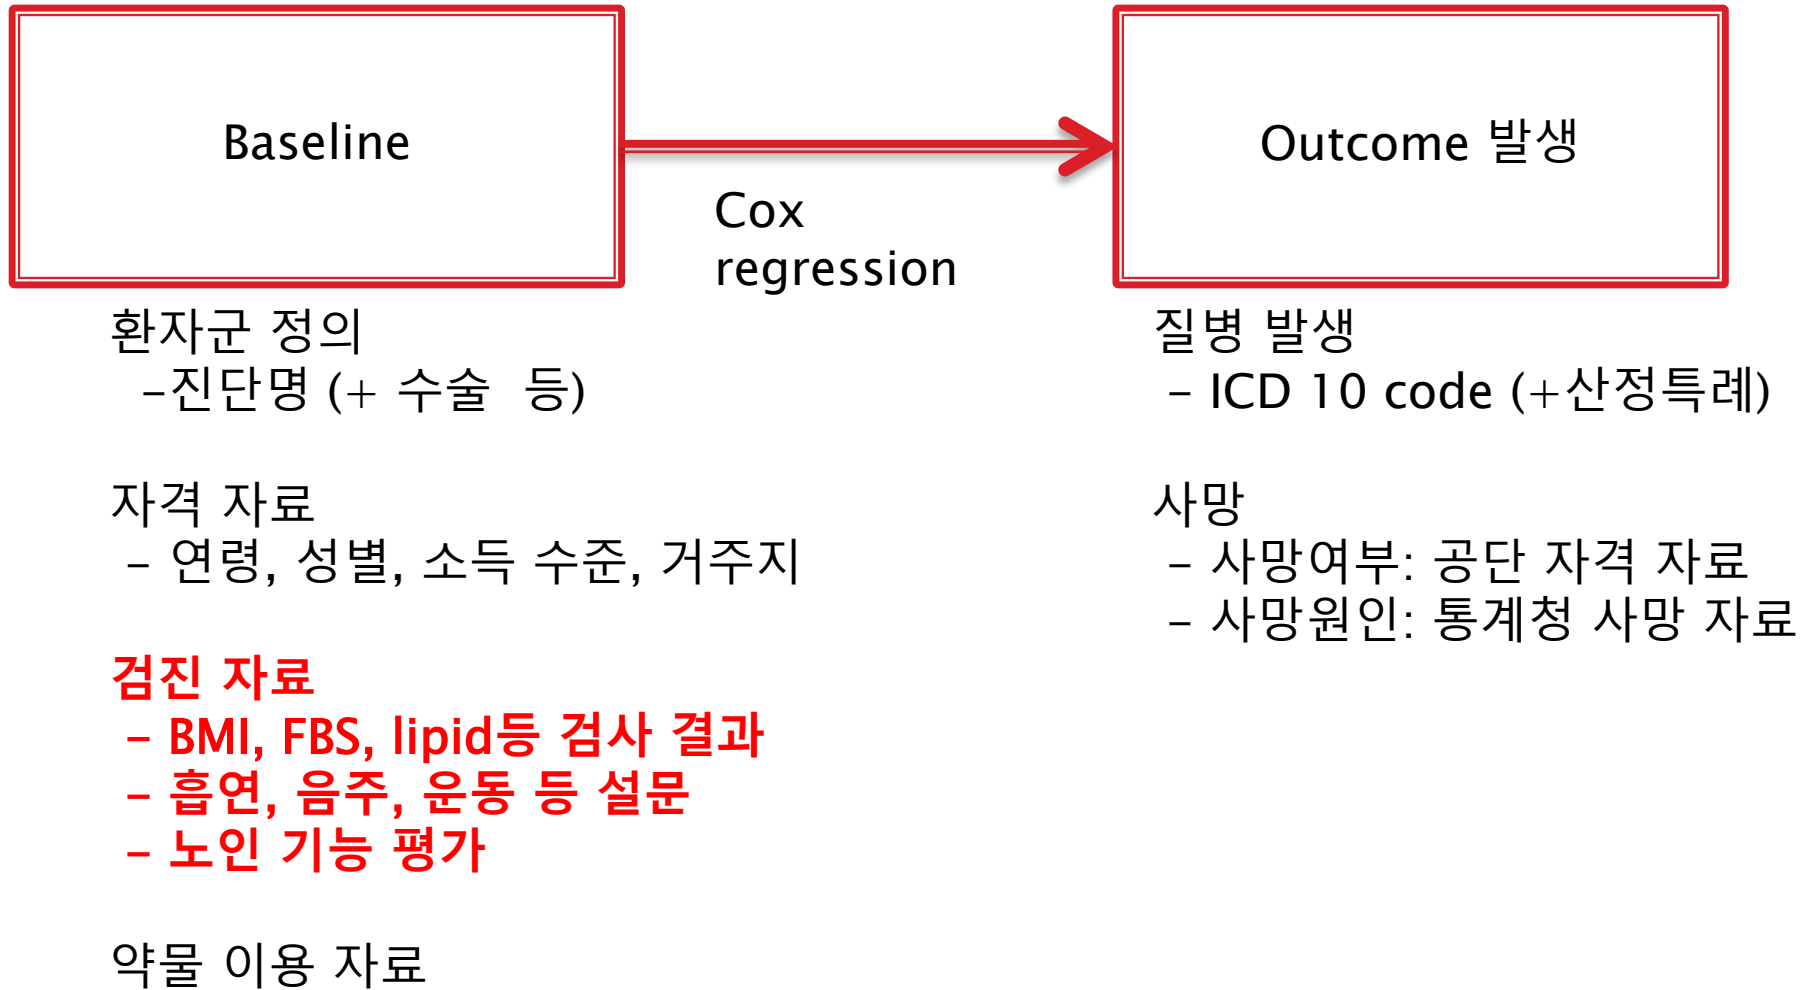 Baseline
Cox
regression
Outcome 발생
환자군 정의
-진단명 (+ 수술 등)
자격 자료
- 연령, 성별, 소득 수준, 거주지
검진 자료
- BMI, FBS, lipid등 검사 결과
- 흡연, 음주, 운동 등 설문
- 노인 기능 평가
약물 이용 자료
질병 발생
- ICD 10 code (+산정특례)
사망
- 사망여부: 공단 자격 자료
- 사망원인: 통계청 사망 자료